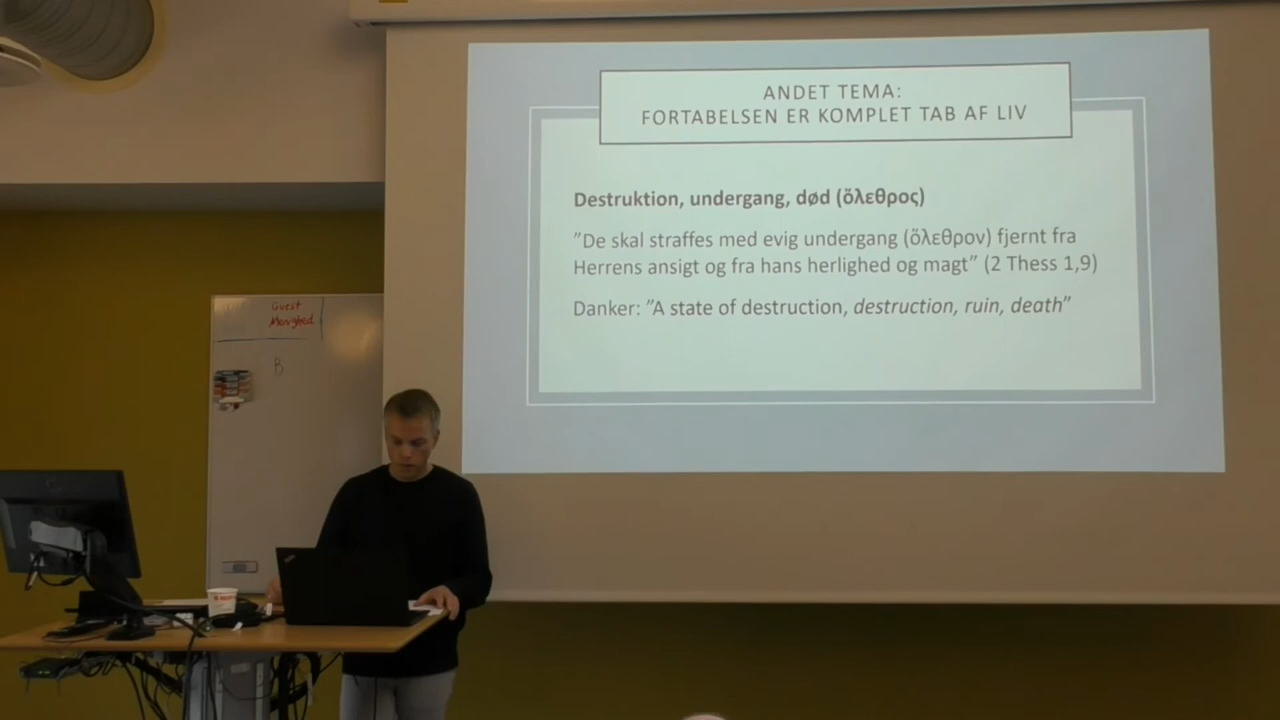 ANDET TEMA:
FORTABELSEN ER KOMPLET TAB AF LIV
Destruktion, undergang, død (ὄλεθρος)
”De skal straffes med evig undergang (ὄλεθρον) fjernt fra
Herrens ansigt og fra hans herlighed og magt” (2 Thess 1,9)
Danker: ”A state of destruction, destruction, ruin, death”
Guest
Menighed
B